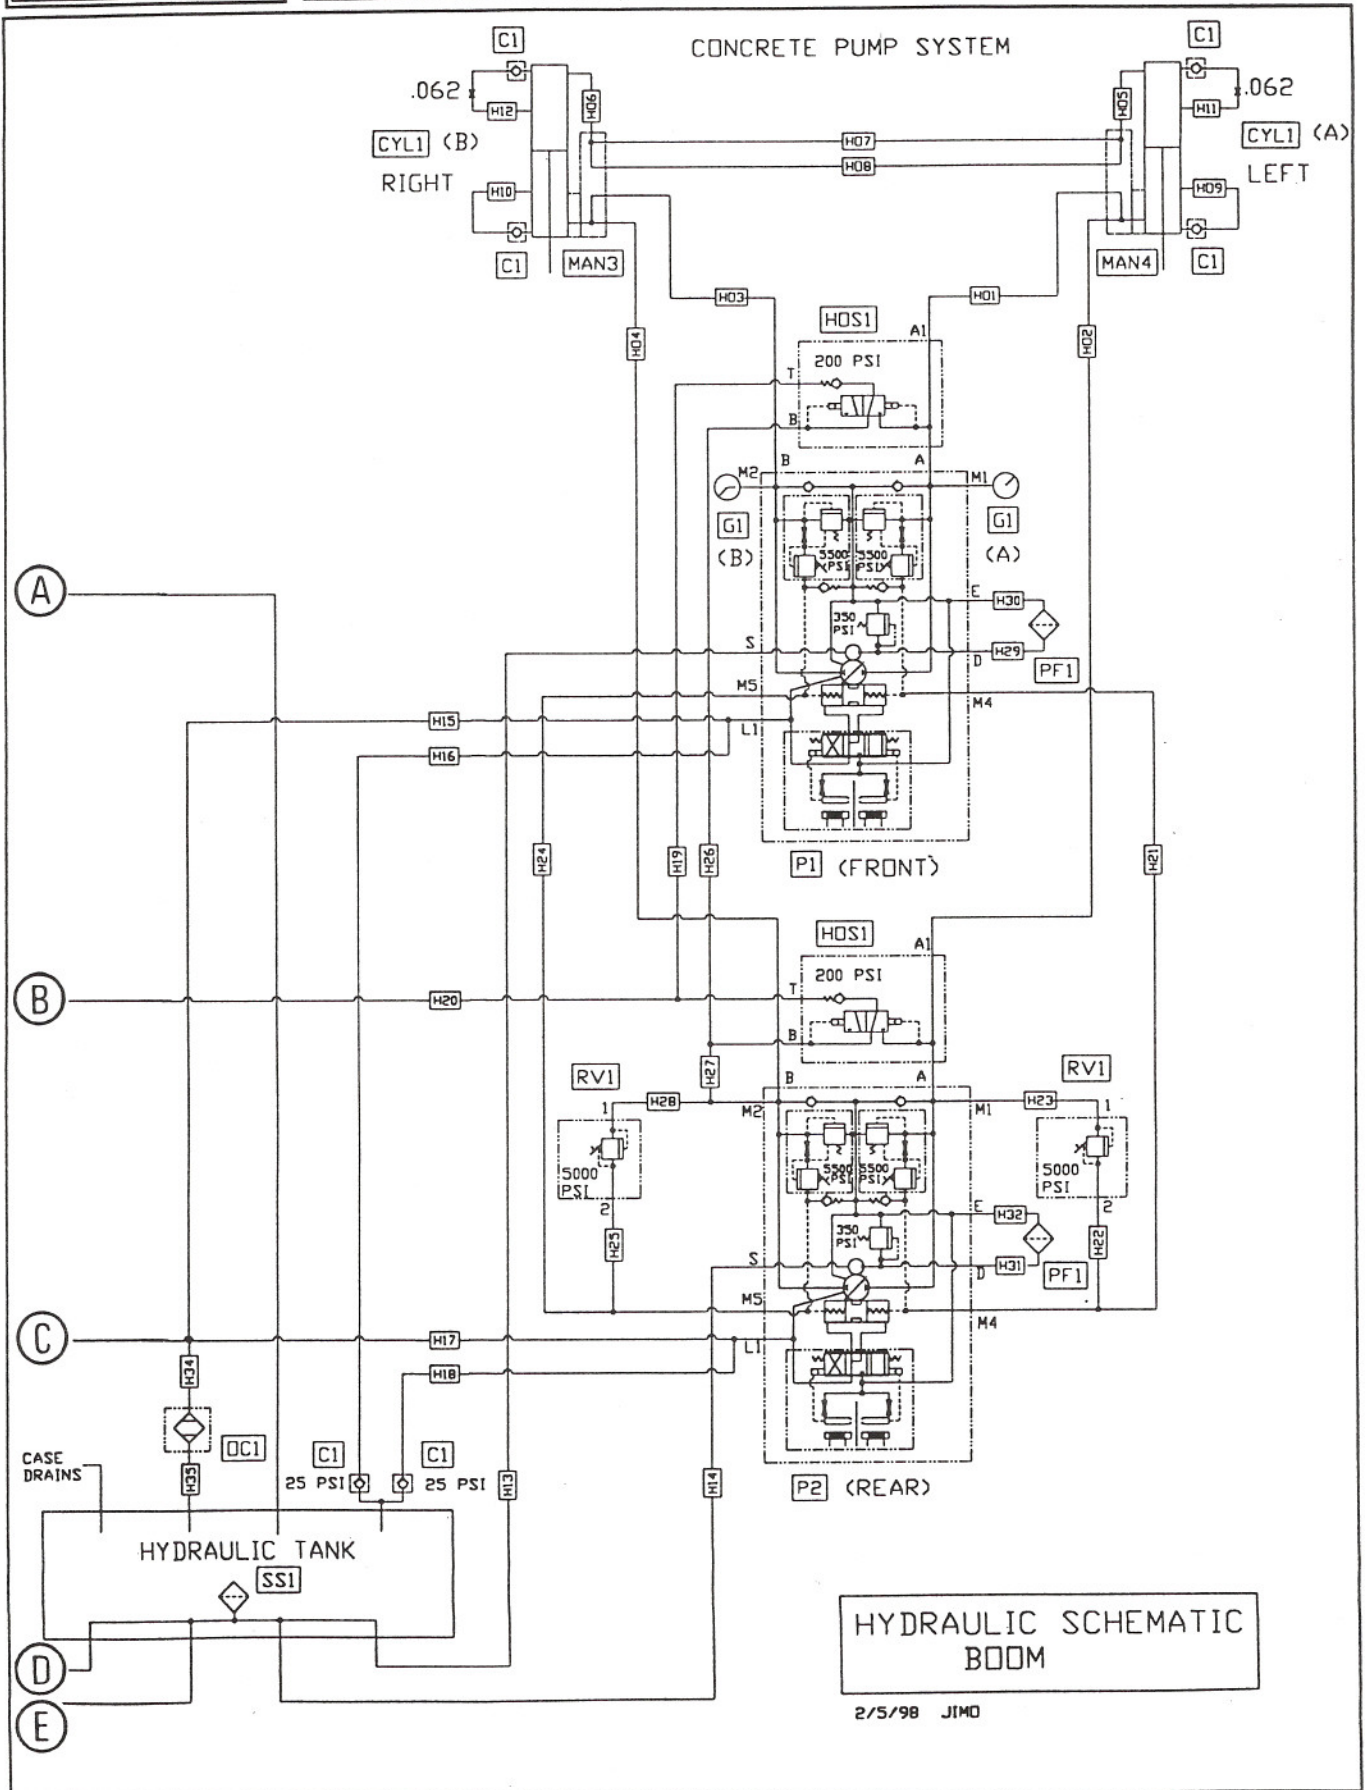 CONCRETE PUMP SYSTEM
C1
C1
.062
H12
H06
H05
.062
H11
CYL1 (B)
RIGHT
H07
H08
CYL1 (A)
LEFT
H10
H09
C1
MAN3
MAN4
C1
H03
H01
H04
H02
HOS1
A1
200 PSI
T
B
B
A
M2
M1
G1
(B)
G1
(A)
5500 PSI
5500 PSI
A
E
H30
350 PSI
S
H29
D
PF1
M5
M4
H15
L1
H16
H24
H19
H26
H21
P1 (FRONT)
HOS1
A1
200 PSI
B
H20
T
B
RV1
H27
RV1
B
A
1
H28
M2
M1
H23
1
5000 PSI
5500 PSI
5500 PSI
5000 PSI
2
2
E
H32
H25
350 PSI
H22
S
H31
D
PF1
M5
M4
C
H17
L1
H34
H18
OC1
C1
C1
CASE DRAINS
H35
25 PSI
25 PSI
H13
H14
P2 (REAR)
HYDRAULIC TANK
SS1
D
E
HYDRAULIC SCHEMATIC
BOOM
2/5/98 JIMO